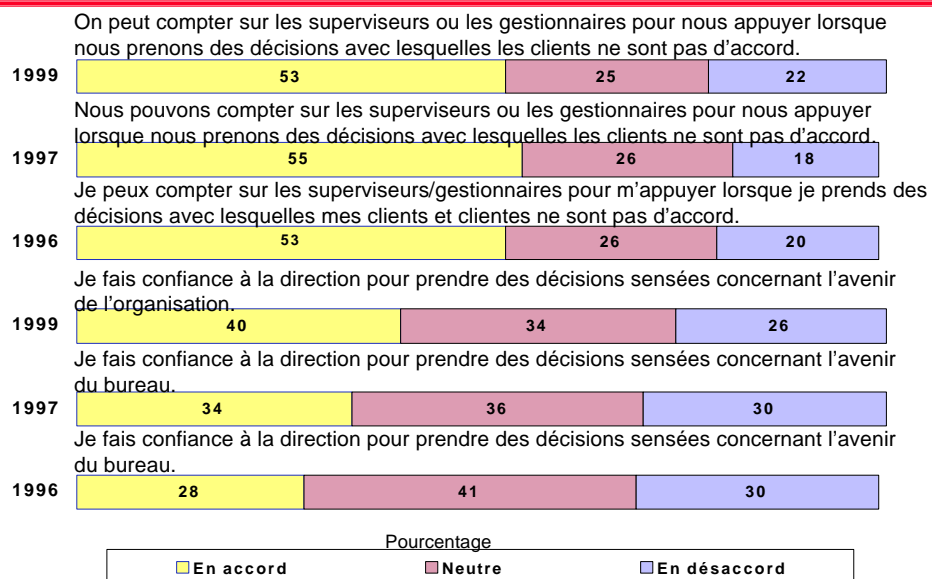 On peut compter sur les superviseurs ou les gestionnaires pour nous appuyer lorsque
nous prenons des décisions avec lesquelles les clients ne sont pas d'accord.
1999 53 25 22
Nous pouvons compter sur les superviseurs ou les gestionnaires pour nous appuyer
lorsque nous prenons des décisions avec lesquelles les clients ne sont pas d'accord.
1997 55 26 18
Je peux compter sur les superviseurs/gestionnaires pour m'appuyer lorsque je prends des
décisions avec lesquelles mes clients et clientes ne sont pas d'accord.
1996 53 26 20
Je fais confiance à la direction pour prendre des décisions sensées concernant l'avenir
de l'organisation.
1999 40 34 26
Je fais confiance à la direction pour prendre des décisions sensées concernant l'avenir
du bureau.
1997 34 36 30
Je fais confiance à la direction pour prendre des décisions sensées concernant l'avenir
du bureau.
1996 28 41 30
Pourcentage
En accord Neutre En désaccord